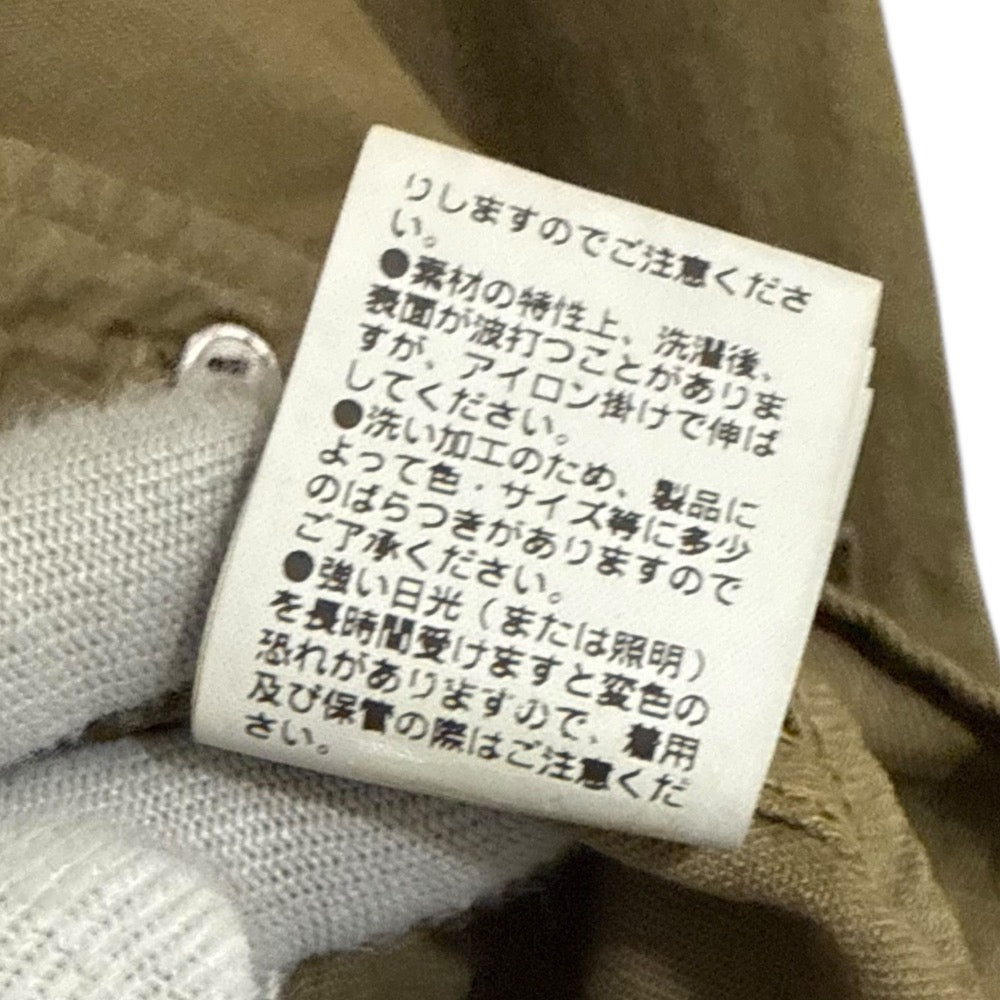 りしますのでご注意くださ
い。
●素材の特性上、洗濯後、
表面が波打つことがありま
すが、アイロン掛けで伸ば
してください。
●洗い加工のため、製品に
よって色・サイズ等に多少
のばらつきがありますので
ご了承ください。
●強い日光(または照明)
を長時間受けますと変色の
恐れがありますので、着用
及び保管の際はご注意くだ
さい。